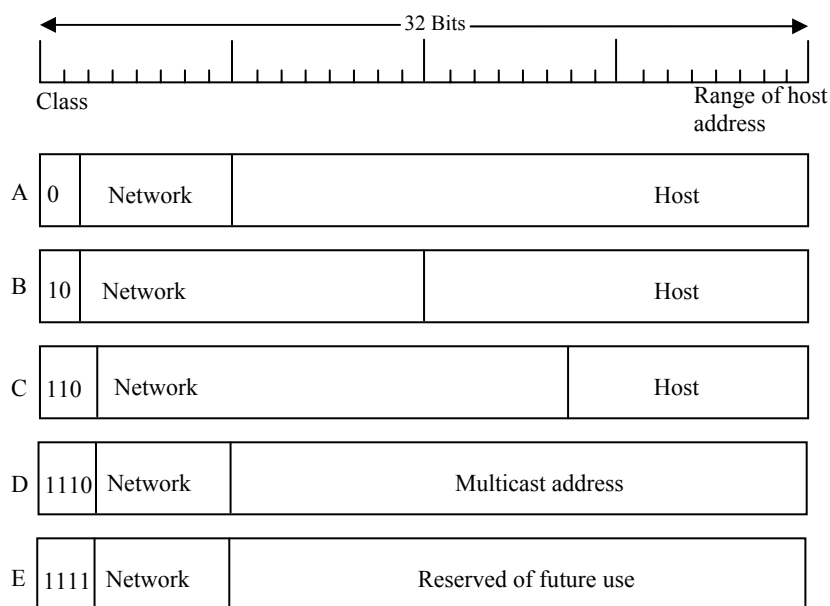 32 Bits
Class
Range of host
address
A 0 Network Host
B 10 Network Host
C 110 Network Host
D 1110 Network Multicast address
E 1111 Network Reserved of future use